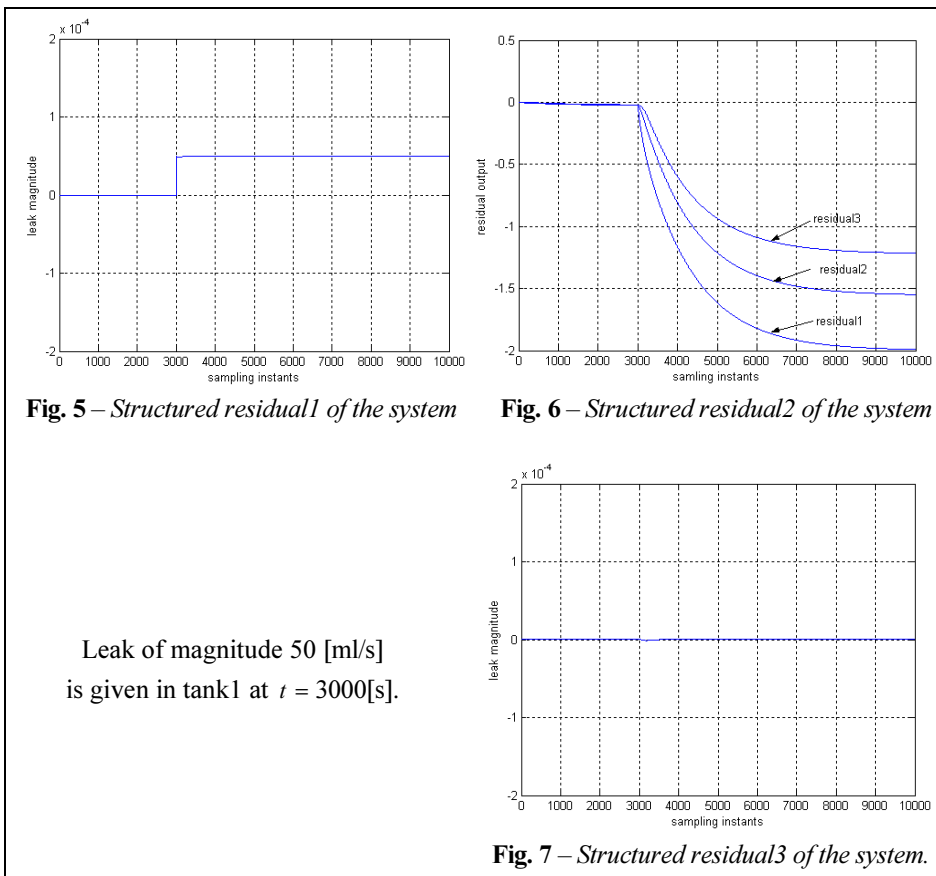 x 10-4
2
1
0
-1
-2
leak magnitude
0 1000 2000 3000 4000 5000 6000 7000 8000 9000 10000
sampling instants
Fig. 5 – Structured residual1 of the system
0.5
0
-0.5
-1
-1.5
-2
residual output
residual3
residual2
residual1
0 1000 2000 3000 4000 5000 6000 7000 8000 9000 10000
samling instants
Fig. 6 – Structured residual2 of the system
Leak of magnitude 50 [ml/s]
is given in tank1 at t = 3000[s].
x 10-4
2
1
0
-1
-2
leak magnitude
0 1000 2000 3000 4000 5000 6000 7000 8000 9000 10000
sampling instants
Fig. 7 – Structured residual3 of the system.